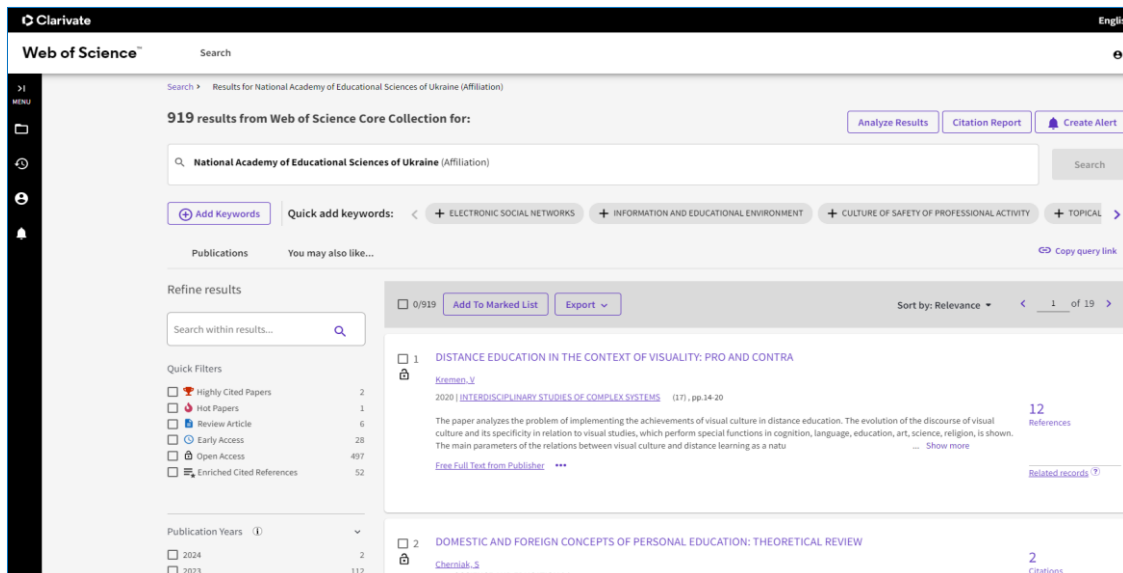 Clarivate
Englis
Web of Science™
Search
MENU
Search > Results for National Academy of Educational Sciences of Ukraine (Affiliation)
919 results from Web of Science Core Collection for:
Analyze Results
Citation Report
Create Alert
National Academy of Educational Sciences of Ukraine (Affiliation)
Search
Add Keywords
Quick add keywords:
+ ELECTRONIC SOCIAL NETWORKS
+ INFORMATION AND EDUCATIONAL ENVIRONMENT
+ CULTURE OF SAFETY OF PROFESSIONAL ACTIVITY
+ TOPICAL
Publications
You may also like...
Copy query link
Refine results
Search within results...
Quick Filters
Highly Cited Papers 2
Hot Papers 1
Review Article 6
Early Access 28
Open Access 497
Enriched Cited References 52
Publication Years
2024 2
2023 112
0/919
Add To Marked List
Export
Sort by: Relevance
1 of 19
1
DISTANCE EDUCATION IN THE CONTEXT OF VISUALITY: PRO AND CONTRA
Kremen, V
2020 | INTERDISCIPLINARY STUDIES OF COMPLEX SYSTEMS (17) , pp.14-20
The paper analyzes the problem of implementing the achievements of visual culture in distance education. The evolution of the discourse of visual
culture and its specificity in relation to visual studies, which perform special functions in cognition, language, education, art, science, religion, is shown.
The main parameters of the relations between visual culture and distance learning as a natu ... Show more
Free Full Text from Publisher
12
References
Related records ?
2
DOMESTIC AND FOREIGN CONCEPTS OF PERSONAL EDUCATION: THEORETICAL REVIEW
Cherniak, S
2
Citations